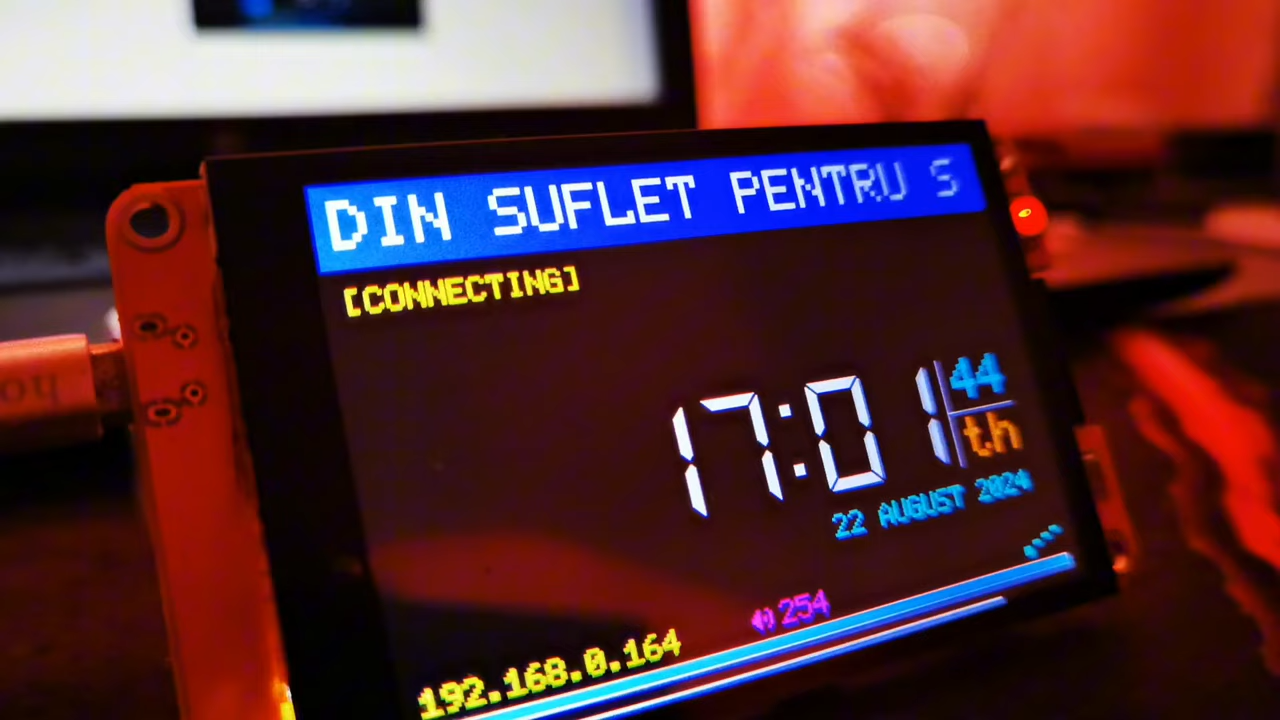 DIN SUFLET PENTRU S
[CONNECTING]
17:01 44
th
22 AUGUST 2024
254
192.168.0.164